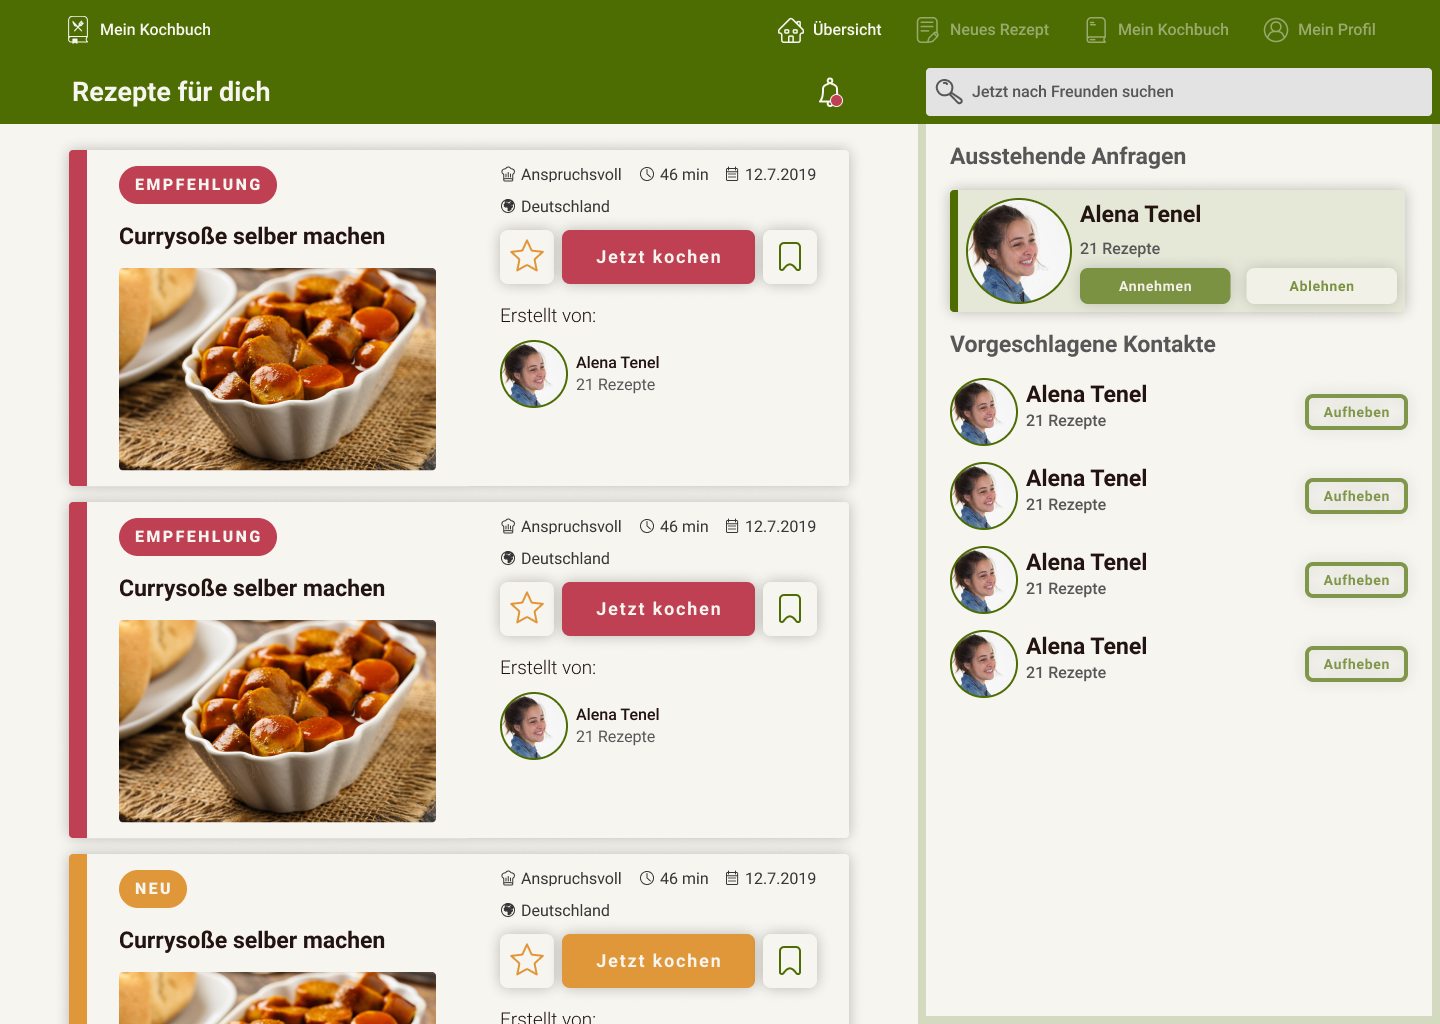 Mein Kochbuch
Übersicht
Neues Rezept
Mein Kochbuch
Mein Profil
Rezepte für dich
Jetzt nach Freunden suchen
EMPFEHLUNG
Currysoße selber machen
Anspruchsvoll
46 min
12.7.2019
Deutschland
Jetzt kochen
Erstellt von:
Alena Tenel
21 Rezepte
EMPFEHLUNG
Currysoße selber machen
Anspruchsvoll
46 min
12.7.2019
Deutschland
Jetzt kochen
Erstellt von:
Alena Tenel
21 Rezepte
NEU
Currysoße selber machen
Anspruchsvoll
46 min
12.7.2019
Deutschland
Jetzt kochen
Erstellt von:
Ausstehende Anfragen
Alena Tenel
21 Rezepte
Annehmen
Ablehnen
Vorgeschlagene Kontakte
Alena Tenel
21 Rezepte
Aufheben
Alena Tenel
21 Rezepte
Aufheben
Alena Tenel
21 Rezepte
Aufheben
Alena Tenel
21 Rezepte
Aufheben